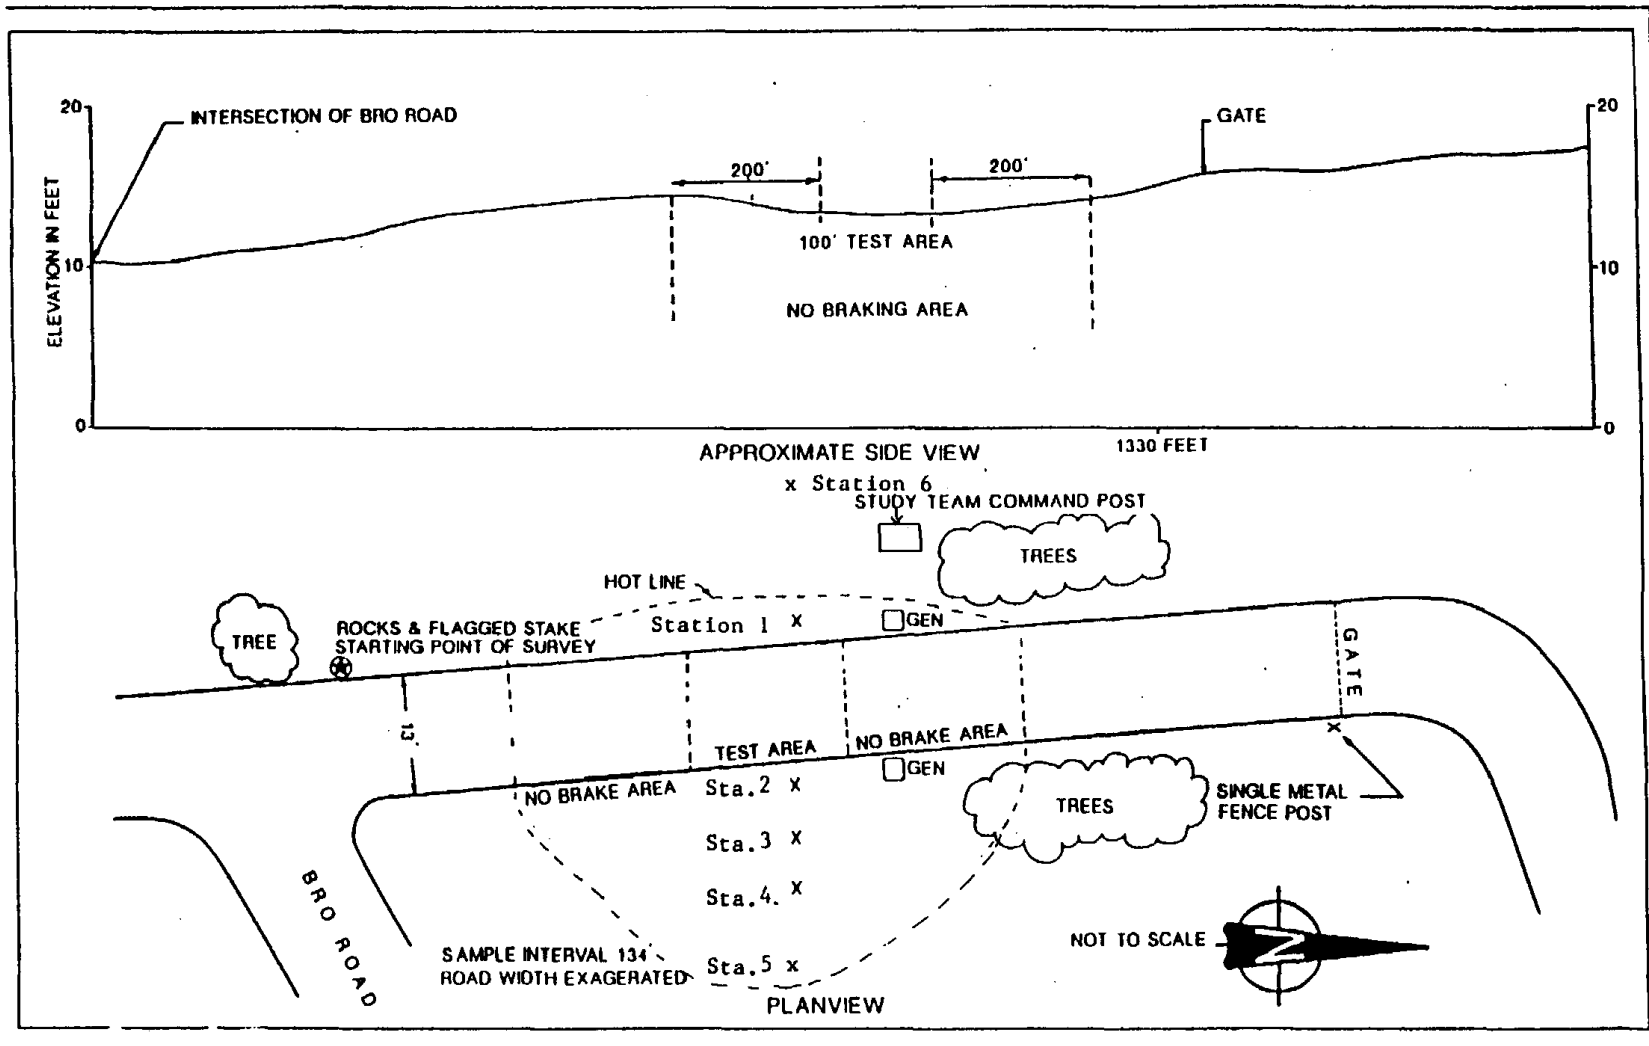 20
INTERSECTION OF BRO ROAD
GATE
20
200'
200'
ELEVATION IN FEET
100' TEST AREA
10
10
NO BRAKING AREA
0
0
APPROXIMATE SIDE VIEW
1330 FEET
x Station 6
STUDY TEAM COMMAND POST
TREES
HOT LINE
TREE
ROCKS & FLAGGED STAKE
STARTING POINT OF SURVEY
Station 1 x
GEN
GATE
13'
TEST AREA
NO BRAKE AREA
NO BRAKE AREA
Sta.2 x
GEN
x
TREES
SINGLE METAL
FENCE POST
Sta.3 x
Sta.4. x
BRO ROAD
NOT TO SCALE
N
SAMPLE INTERVAL 134
ROAD WIDTH EXAGERATED
Sta.5 x
PLANVIEW